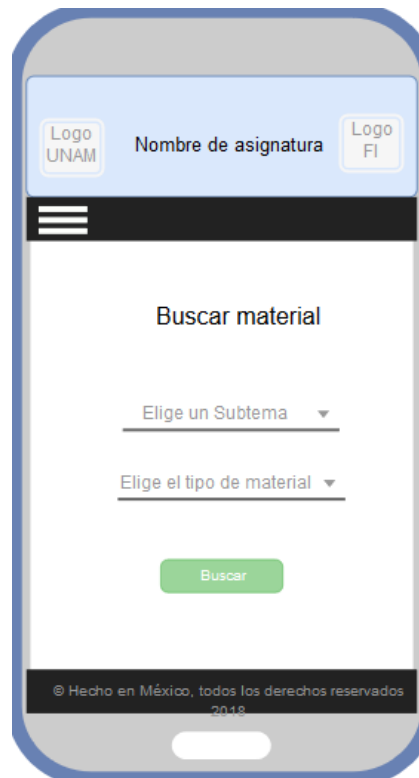 Logo
UNAM
Nombre de asignatura
Logo
FI
Buscar material
Elige un Subtema
Elige el tipo de material
Buscar
© Hecho en México, todos los derechos reservados
2018